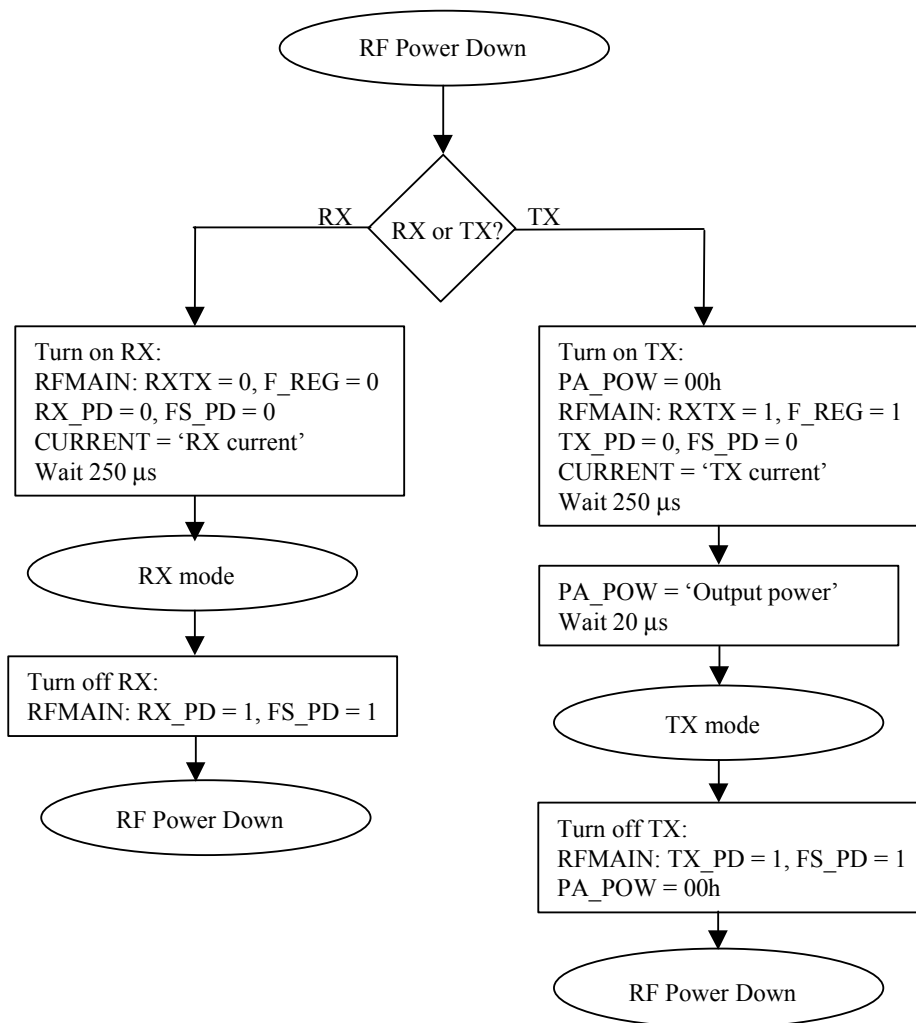 RF Power Down
RX
RX or TX?
TX
Turn on RX:
RFMAIN: RXTX = 0, F_REG = 0
RX_PD = 0, FS_PD = 0
CURRENT = ‘RX current’
Wait 250 µs
RX mode
Turn off RX:
RFMAIN: RX_PD = 1, FS_PD = 1
RF Power Down
Turn on TX:
PA_POW = 00h
RFMAIN: RXTX = 1, F_REG = 1
TX_PD = 0, FS_PD = 0
CURRENT = ‘TX current’
Wait 250 µs
PA_POW = ‘Output power’
Wait 20 µs
TX mode
Turn off TX:
RFMAIN: TX_PD = 1, FS_PD = 1
PA_POW = 00h
RF Power Down